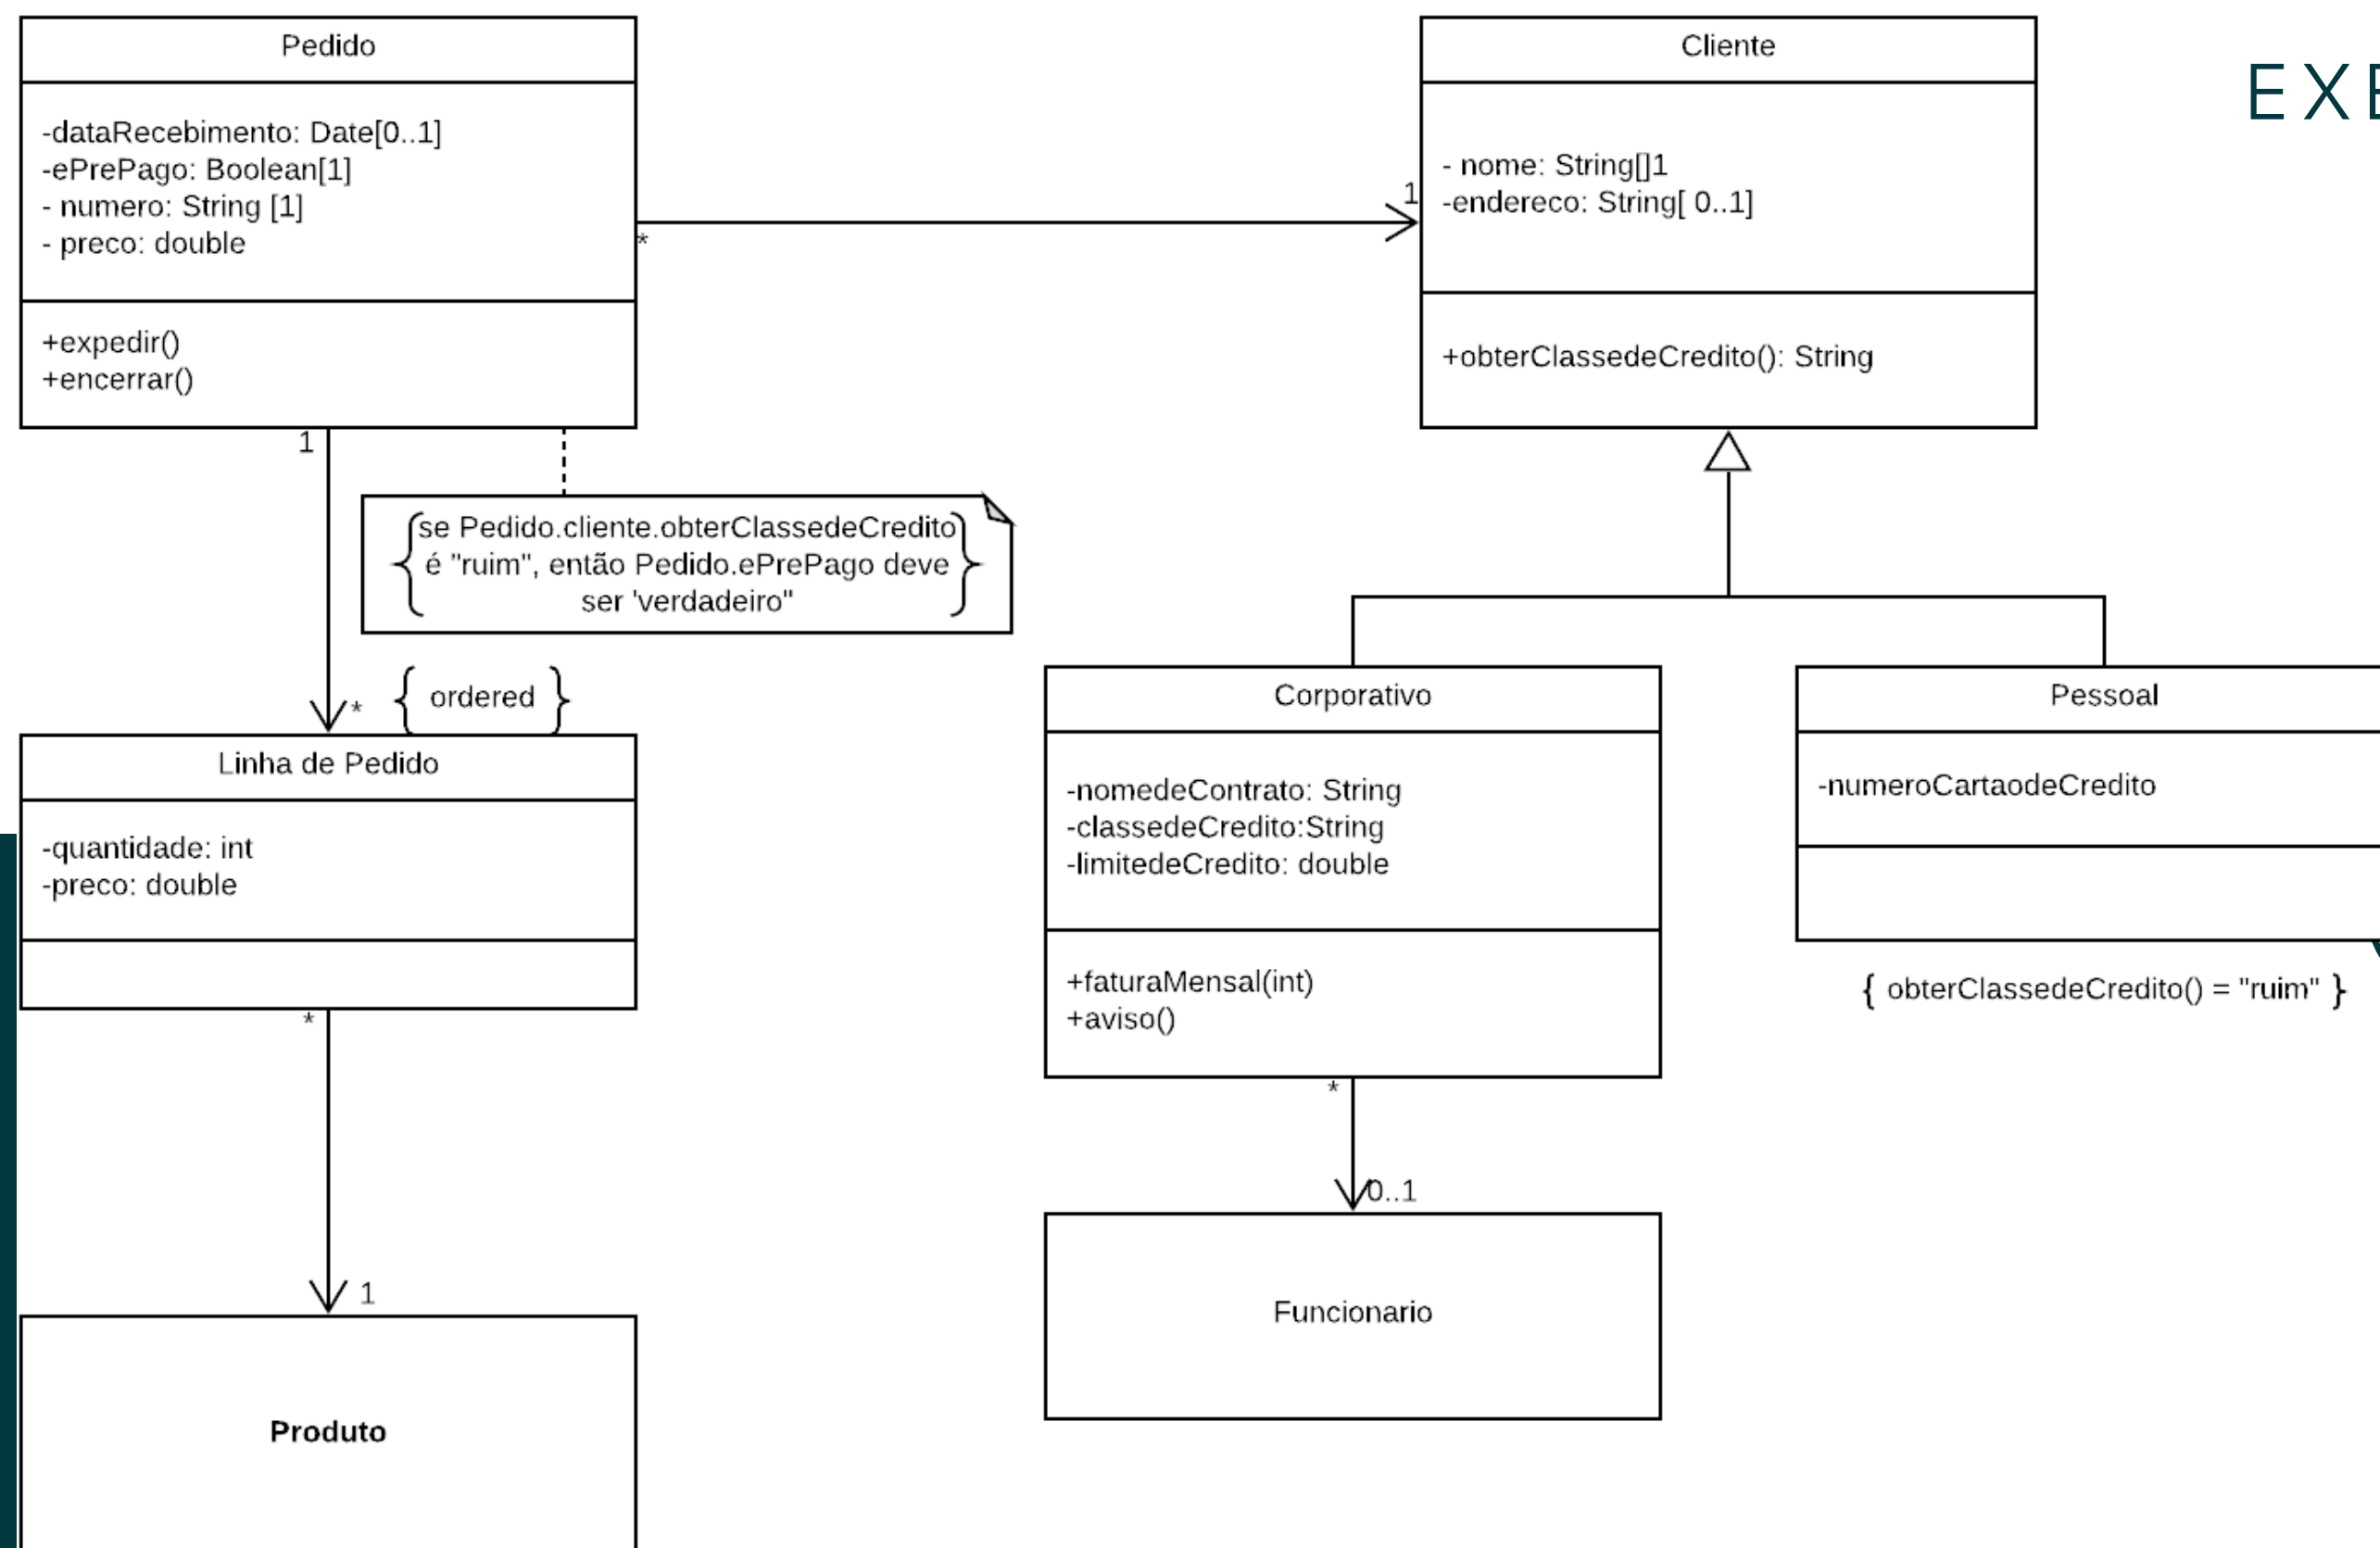 Pedido
-dataRecebimento: Date[0..1]
-ePrePago: Boolean[1]
- numero: String [1]
- preco: double
+expedir()
+encerrar()
*
1
Cliente
- nome: String[]1
-endereco: String[ 0..1]
+obterClassedeCredito(): String
EXE
1
se Pedido.cliente.obterClassedeCredito
é "ruim", então Pedido.ePrePago deve
ser 'verdadeiro"
*
{ ordered }
Linha de Pedido
-quantidade: int
-preco: double
*
1
Produto
Corporativo
-nomedeContrato: String
-classedeCredito:String
-limitedeCredito: double
+faturaMensal(int)
+aviso()
*
0..1
Funcionario
Pessoal
-numeroCartaodeCredito
{ obterClassedeCredito() = "ruim" }